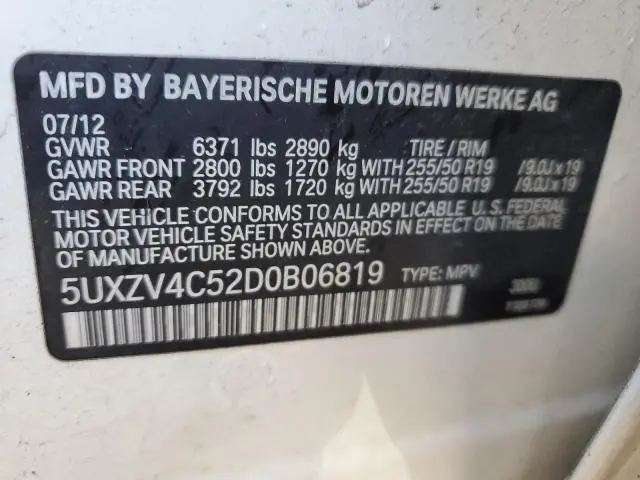 MFD BY BAYERISCHE MOTOREN WERKE AG
07/12
GVWR 6371 lbs 2890 kg TIRE / RIM
GAWR FRONT 2800 lbs 1270 kg WITH 255/50 R19 /9.0J x 19
GAWR REAR 3792 lbs 1720 kg WITH 255/50 R19 /9.0J x 19
THIS VEHICLE CONFORMS TO ALL APPLICABLE U.S. FEDERAL
MOTOR VEHICLE SAFETY STANDARDS IN EFFECT ON THE DATE
OF MANUFACTURE SHOWN ABOVE.
5UXZV4C52D0B06819 TYPE: MPV